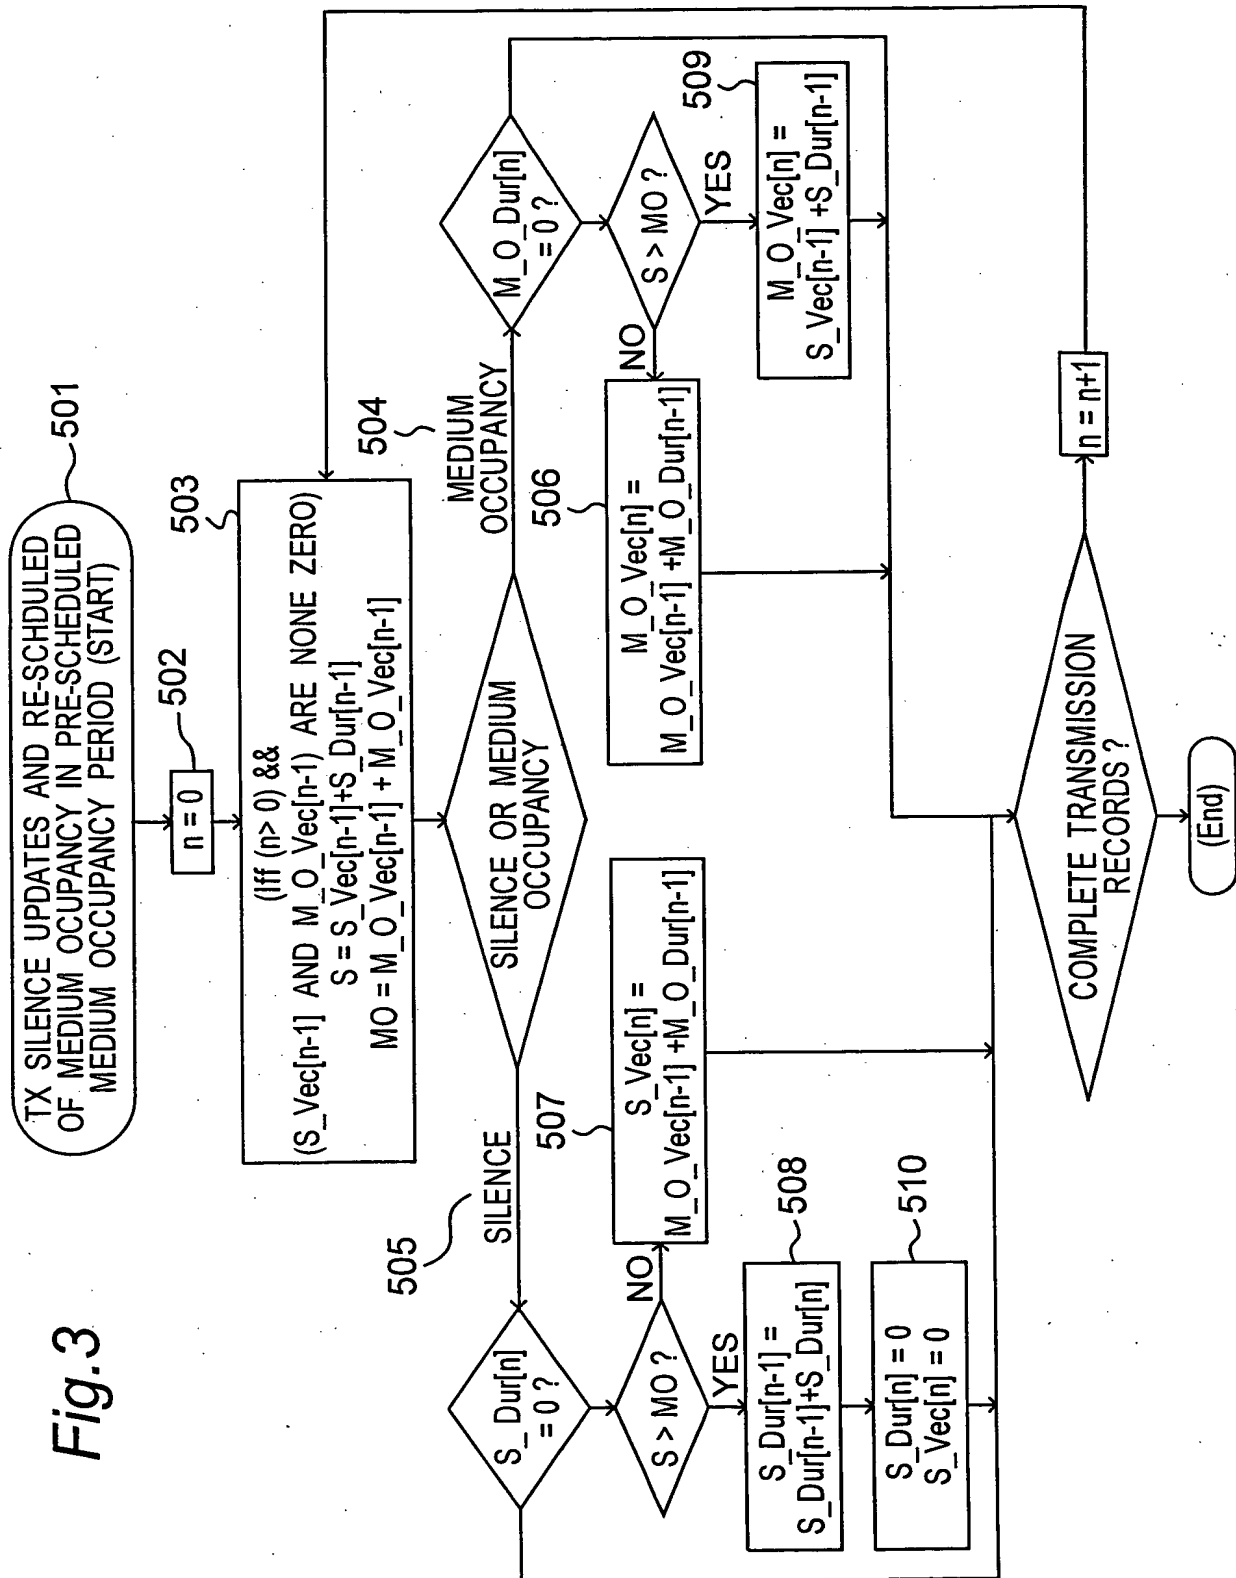 Fig.3
TX SILENCE UPDATES AND RE-SCHDULED
OF MEDIUM OCUPANCY IN PRE-SCHEDULED
MEDIUM OCCUPANCY PERIOD (START)
501
n = 0
502
503
(Iff (n> 0) &&
(S_Vec[n-1] AND M_O_Vec[n-1) ARE NONE ZERO)
S = S_Vec[n-1]+S_Dur[n-1]
MO = M_O_Vec[n-1] + M_O_Vec[n-1]
SILENCE OR MEDIUM
OCCUPANCY
505
SILENCE
504
MEDIUM
OCCUPANCY
S_Dur[n]
= 0 ?
S > MO ?
NO
YES
507
S_Vec[n] =
M_O_Vec[n-1] +M_O_Dur[n-1]
508
S_Dur[n-1] =
S_Dur[n-1]+S_Dur[n]
510
S_Dur[n] = 0
S_Vec[n] = 0
M_O_Dur[n]
= 0 ?
S > MO ?
NO
YES
506
M_O_Vec[n] =
M_O_Vec[n-1] +M_O_Dur[n-1]
509
M_O_Vec[n] =
S_Vec[n-1] +S_Dur[n-1]
COMPLETE TRANSMISSION
RECORDS ?
n = n+1
(End)